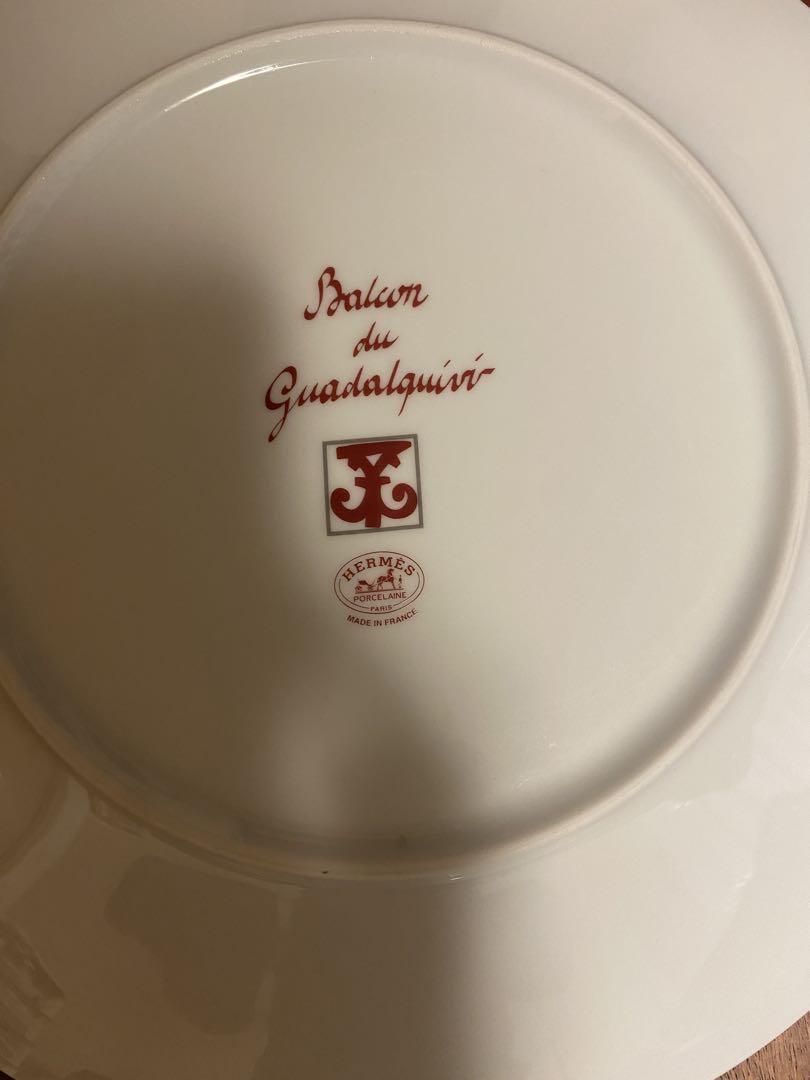 Balcon
du
Guadalquivir
HERMÈS
PORCELAINE
PARIS
MADE IN FRANCE